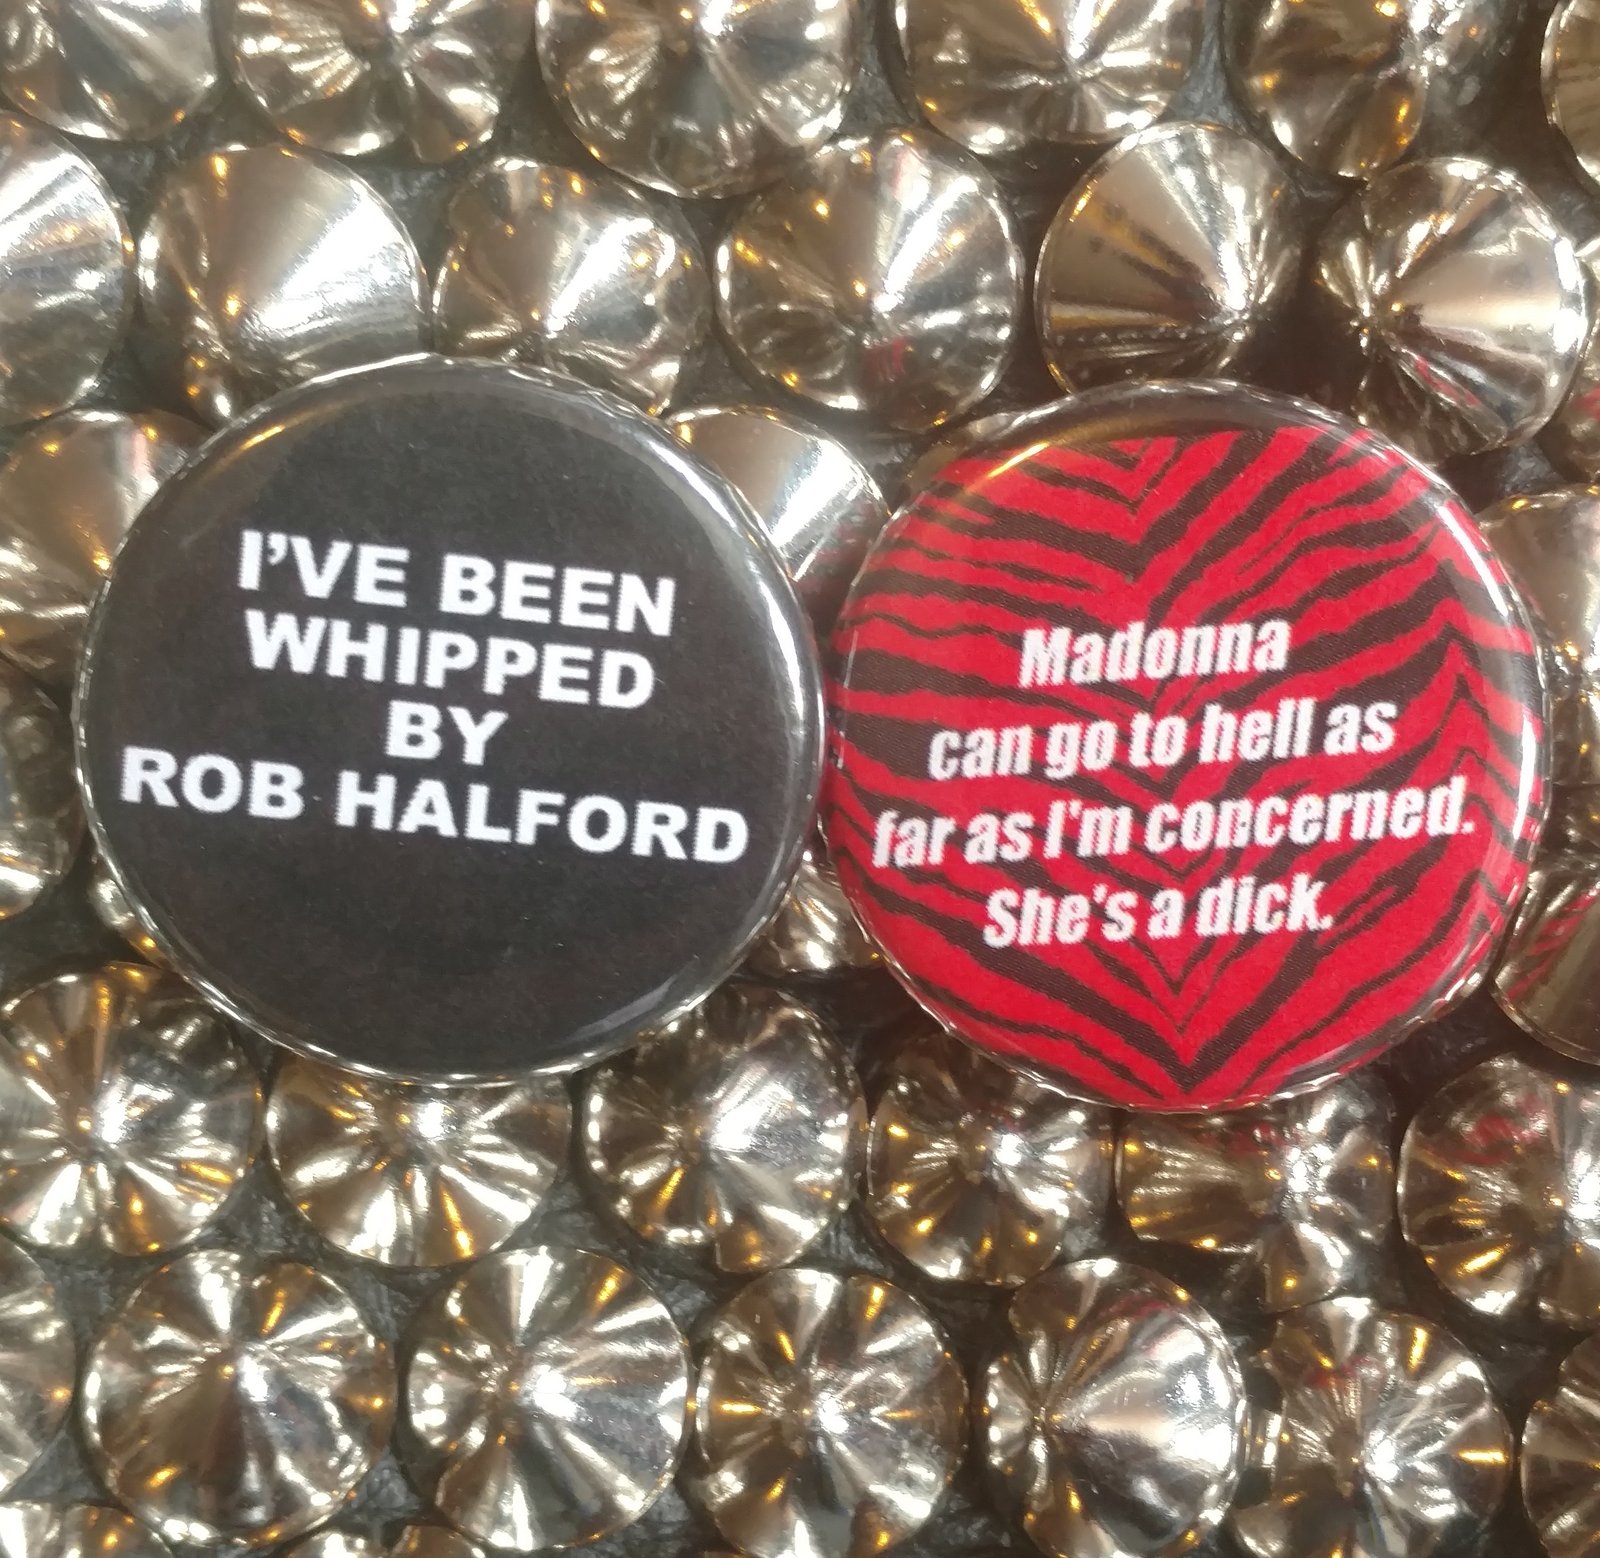 I'VE BEEN
WHIPPED
BY
ROB HALFORD
Madonna
can go to hell as
far as I'm concerned.
She's a dick.